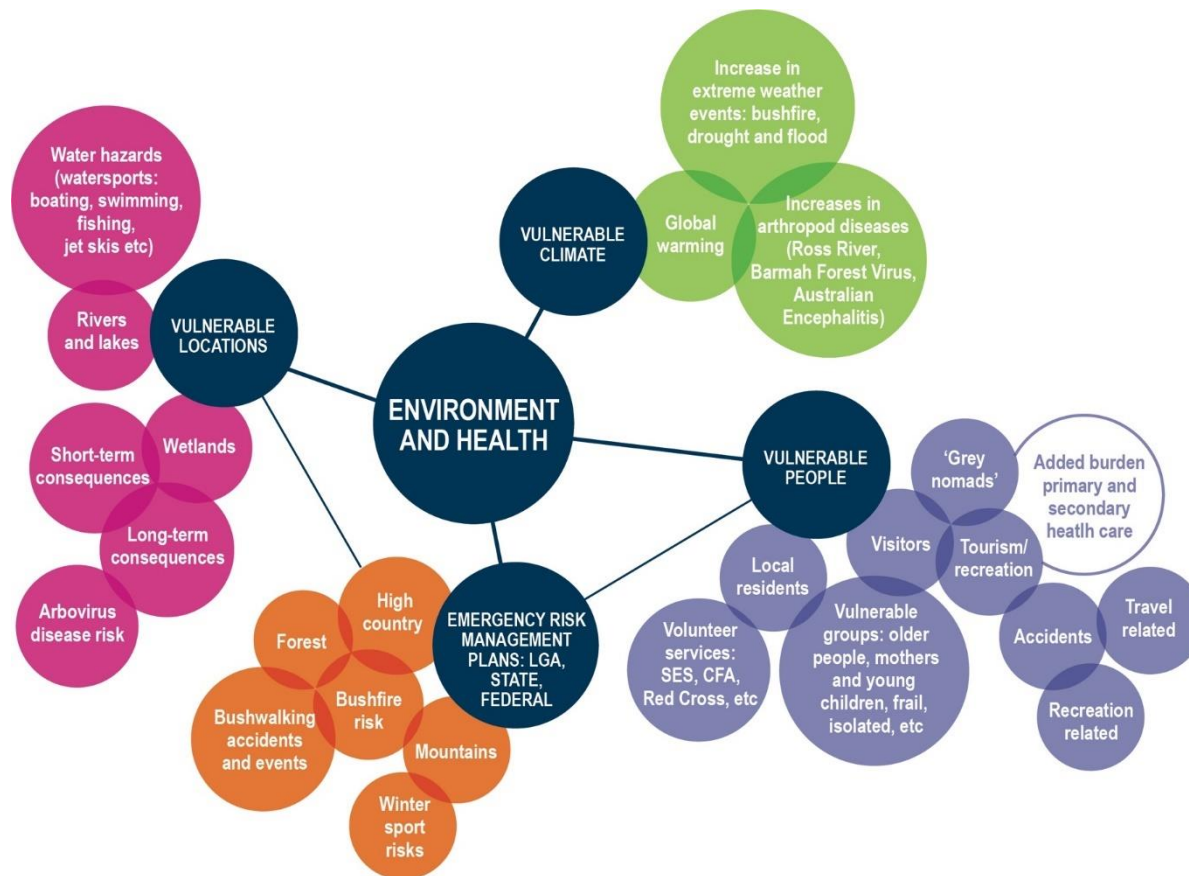 ENVIRONMENT
AND HEALTH
VULNERABLE
CLIMATE
Global
warming
Increase in
extreme weather
events: bushfire,
drought and flood
Increases in
arthropod diseases
(Ross River,
Barmah Forest Virus,
Australian
Encephalitis)
VULNERABLE
LOCATIONS
Water hazards
(watersports:
boating, swimming,
fishing,
jet skis etc)
Rivers
and lakes
Wetlands
Short-term
consequences
Long-term
consequences
Arbovirus
disease risk
High
country
Forest
Bushfire
risk
Bushwalking
accidents
and events
Mountains
Winter
sport
risks
EMERGENCY RISK
MANAGEMENT
PLANS: LGA,
STATE,
FEDERAL
VULNERABLE
PEOPLE
Local
residents
Volunteer
services:
SES, CFA,
Red Cross, etc
Vulnerable
groups: older
people, mothers
and young
children, frail,
isolated, etc
Visitors
‘Grey
nomads’
Tourism/
recreation
Added burden
primary and
secondary
heatlh care
Accidents
Travel
related
Recreation
related